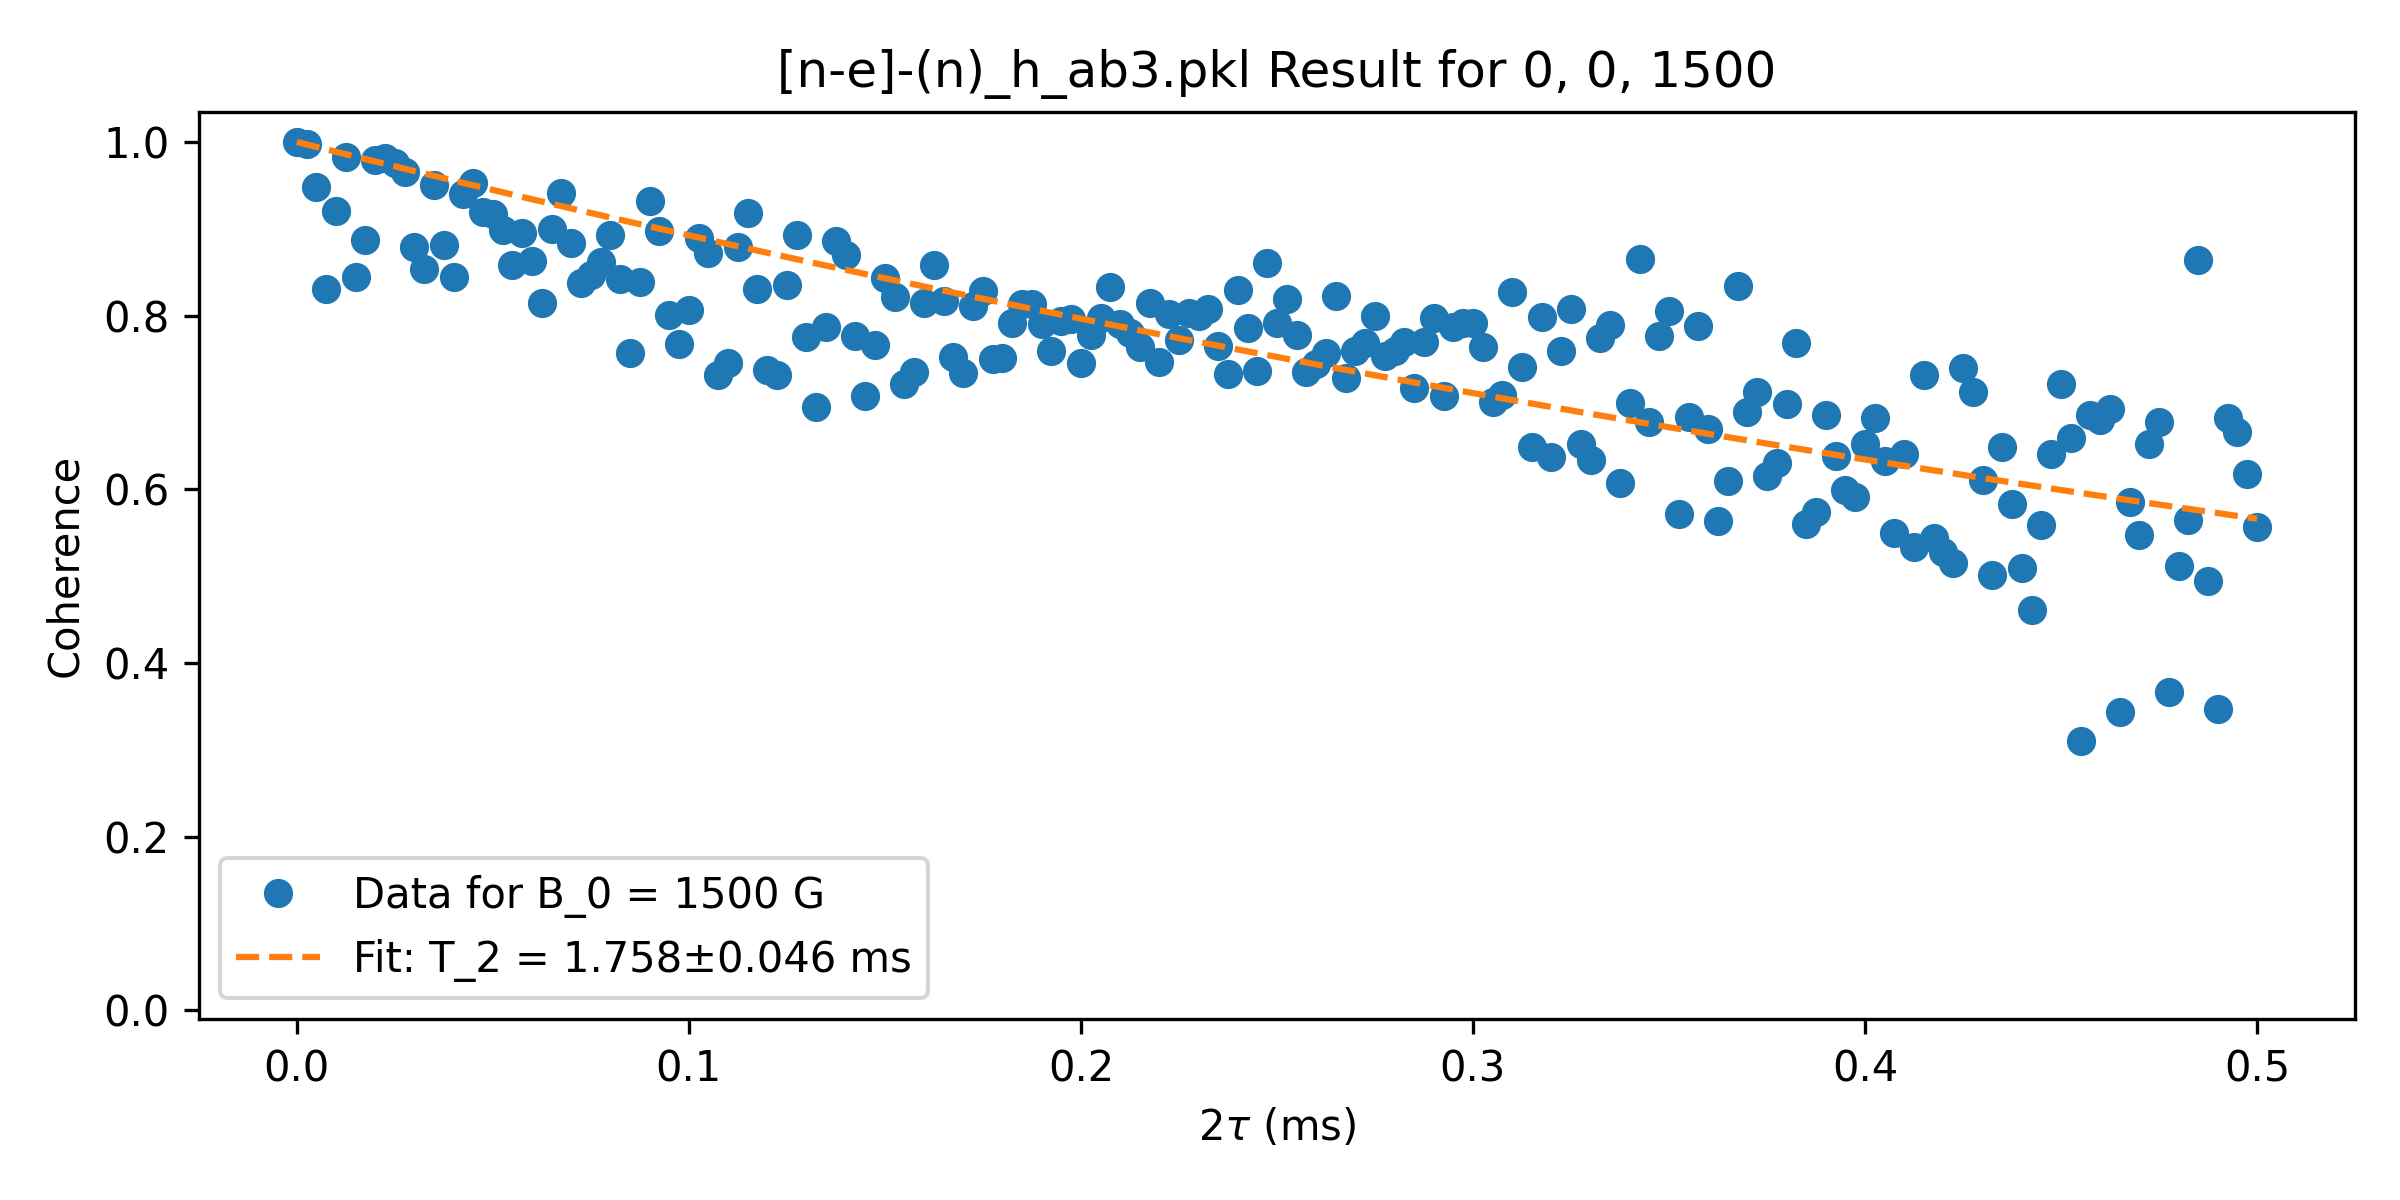 [n-e]-(n)_h_ab3.pkl Result for 0, 0, 1500
Coherence
1.0
0.8
0.6
0.4
0.2
0.0
Data for B_0 = 1500 G
Fit: T_2 = 1.758±0.046 ms
0.0 0.1 0.2 0.3 0.4 0.5
2τ (ms)